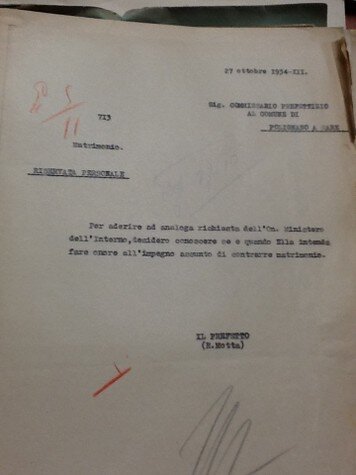 27 ottobre 1934-XII.
Sig. COMMISSARIO PREFETTIZIO
AL COMUNE DI
POLIGNANO A MARE
713
Matrimonio.
RISERVATA PERSONALE
Per aderire ad analoga richiesta dell'On. Ministero
dell'Interno, desidero conoscere se e quando Ella intenda
fare onore all'impegno assunto di contrarre matrimonio.
IL PREFETTO
(E.Motta)